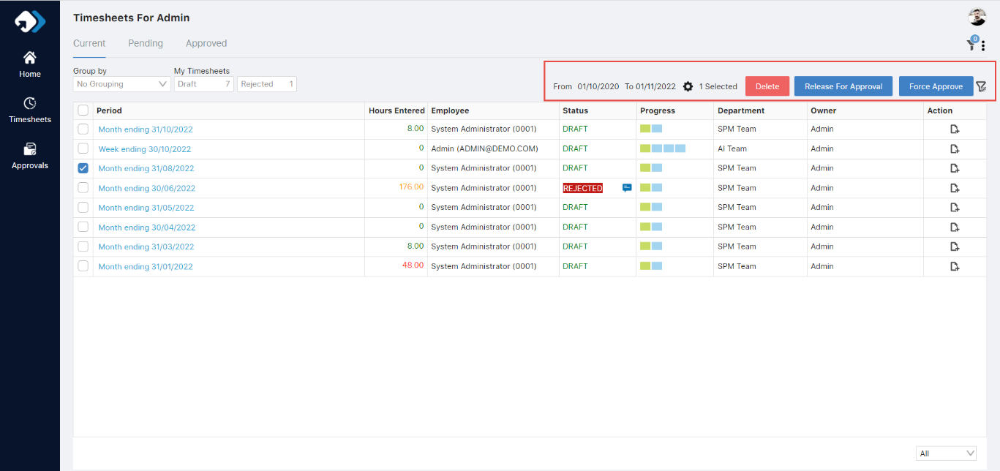 Timesheets For Admin
Home
Timesheets
Approvals
Current Pending Approved
0
Group by My Timesheets
No Grouping Draft 7 Rejected 1
From 01/10/2020 To 01/11/2022 1 Selected Delete Release For Approval Force Approve
Period Hours Entered Employee Status Progress Department Owner Action
Month ending 31/10/2022 8.00 System Administrator (0001) DRAFT SPM Team Admin
Week ending 30/10/2022 0 Admin (ADMIN@DEMO.COM) DRAFT AI Team Admin
Month ending 31/08/2022 0 System Administrator (0001) DRAFT SPM Team Admin
Month ending 30/06/2022 176.00 System Administrator (0001) REJECTED SPM Team Admin
Month ending 31/05/2022 0 System Administrator (0001) DRAFT SPM Team Admin
Month ending 30/04/2022 0 System Administrator (0001) DRAFT SPM Team Admin
Month ending 31/03/2022 8.00 System Administrator (0001) DRAFT SPM Team Admin
Month ending 31/01/2022 48.00 System Administrator (0001) DRAFT SPM Team Admin
All